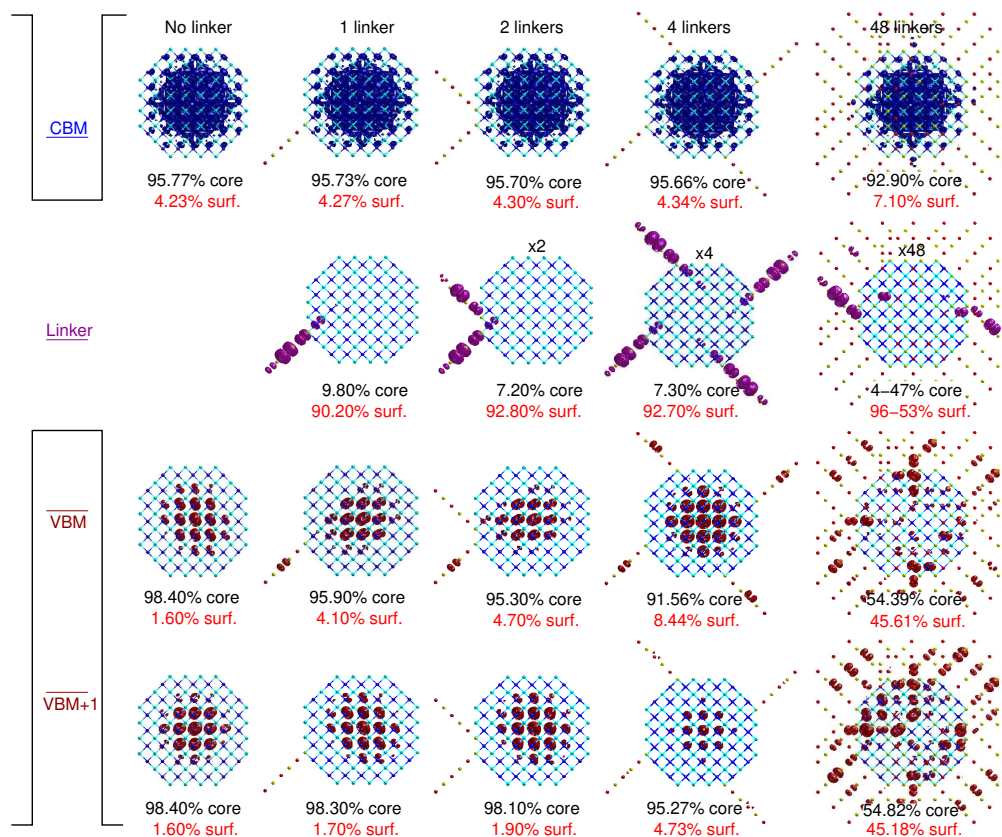 No linker 1 linker 2 linkers 4 linkers 48 linkers
CBM
95.77% core 95.73% core 95.70% core 95.66% core 92.90% core
4.23% surf. 4.27% surf. 4.30% surf. 4.34% surf. 7.10% surf.
x2 x4 x48
Linker
9.80% core 7.20% core 7.30% core 4−47% core
90.20% surf. 92.80% surf. 92.70% surf. 96−53% surf.
VBM
98.40% core 95.90% core 95.30% core 91.56% core 54.39% core
1.60% surf. 4.10% surf. 4.70% surf. 8.44% surf. 45.61% surf.
VBM+1
98.40% core 98.30% core 98.10% core 95.27% core 54.82% core
1.60% surf. 1.70% surf. 1.90% surf. 4.73% surf. 45.18% surf.